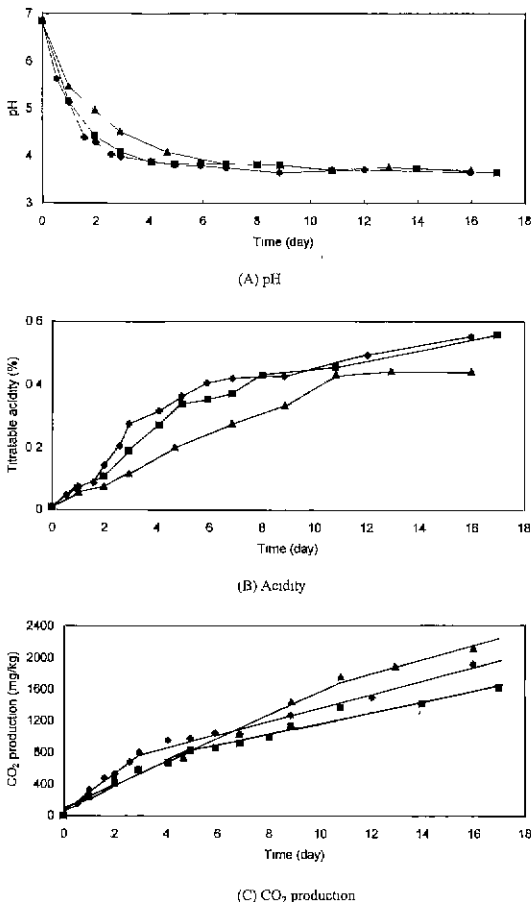 7
6
5
4
3
pH
0 2 4 6 8 10 12 14 16 18
Time (day)
(A) pH
0 6
0 4
0 2
0
Titratable acidity (%)
0 2 4 6 8 10 12 14 16 18
Time (day)
(B) Acidity
2400
2000
1600
1200
800
400
0
CO₂ production (mg/kg)
0 2 4 6 8 10 12 14 16 18
Time (day)
(C) CO₂ production